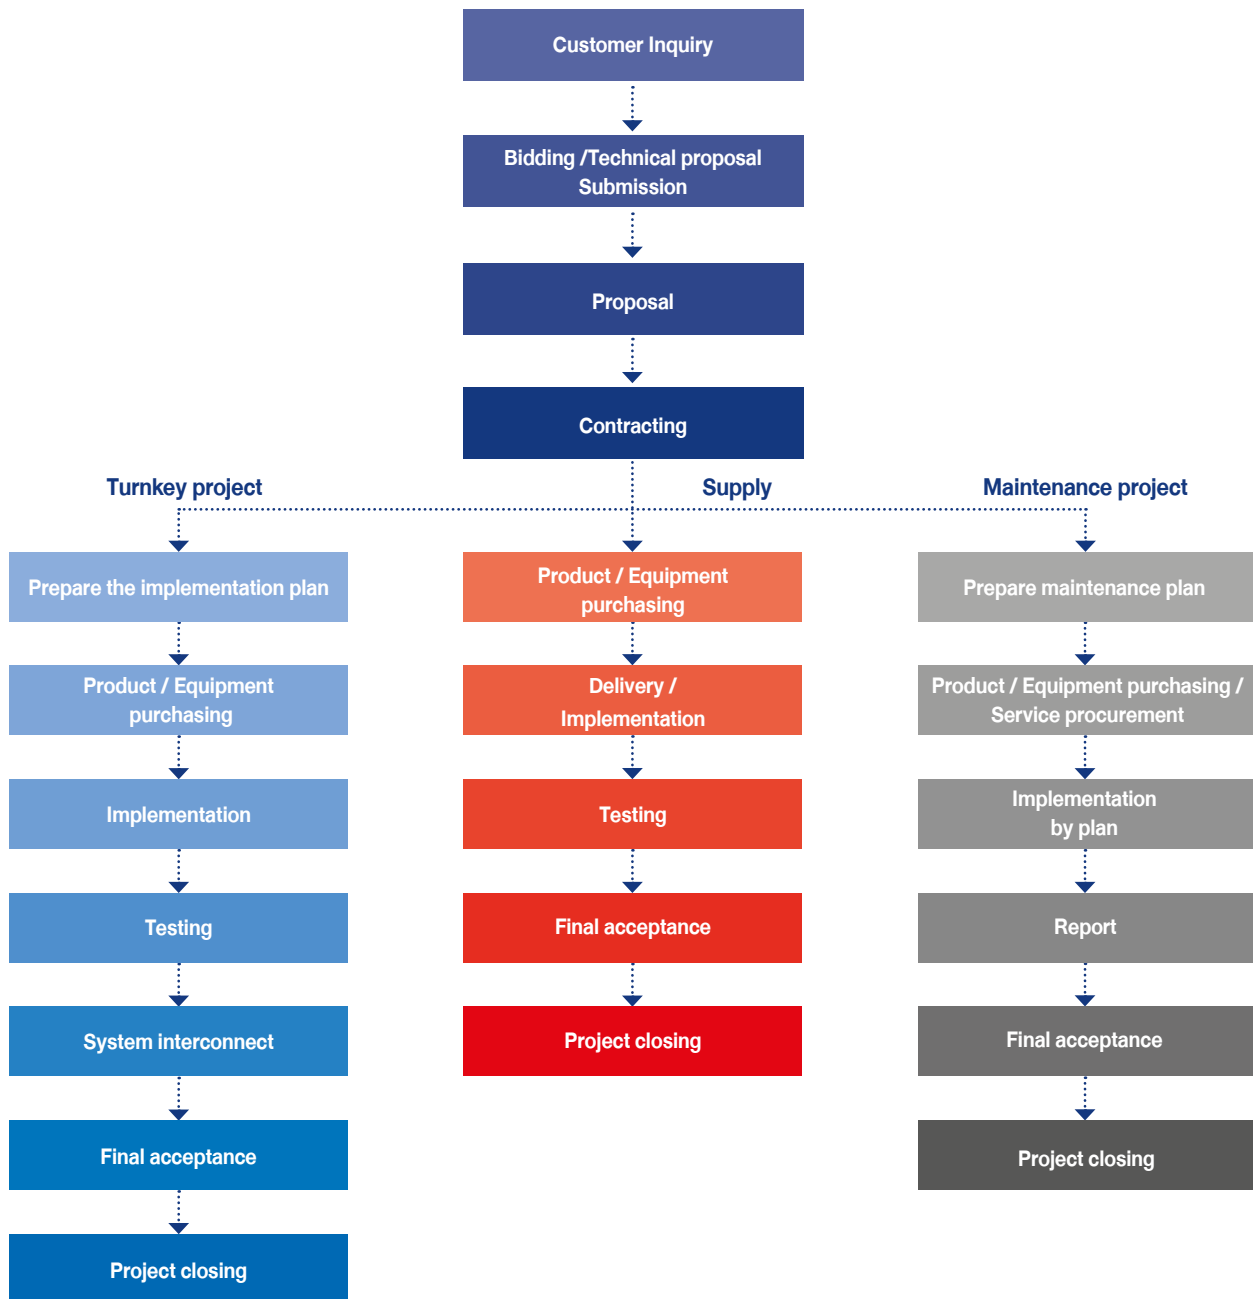 Customer Inquiry
Bidding /Technical proposal
Submission
Proposal
Contracting
Turnkey project
Supply
Maintenance project
Prepare the implementation plan
Product / Equipment
purchasing
Implementation
Testing
System interconnect
Final acceptance
Project closing
Product / Equipment
purchasing
Delivery /
Implementation
Testing
Final acceptance
Project closing
Prepare maintenance plan
Product / Equipment purchasing /
Service procurement
Implementation
by plan
Report
Final acceptance
Project closing